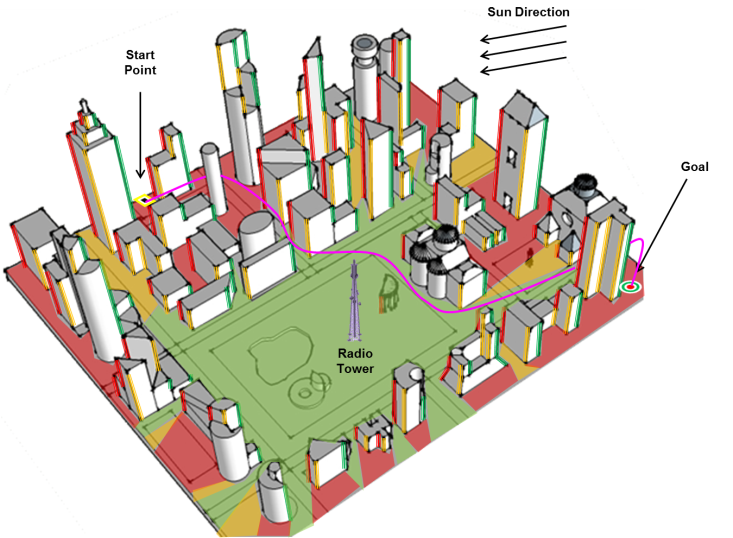 Sun Direction
Start
Point
Goal
Radio
Tower